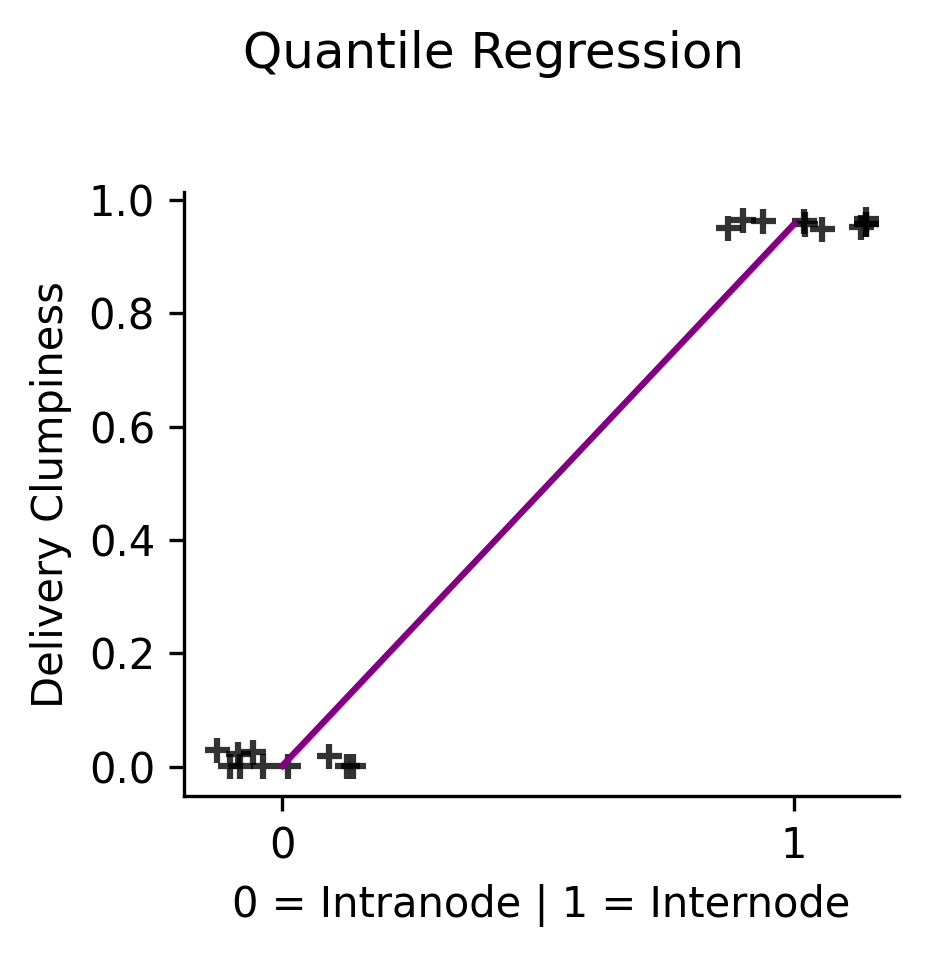 Quantile Regression
1.0
0.8
0.6
0.4
0.2
0.0
Delivery Clumpiness
0 1
0 = Intranode | 1 = Internode